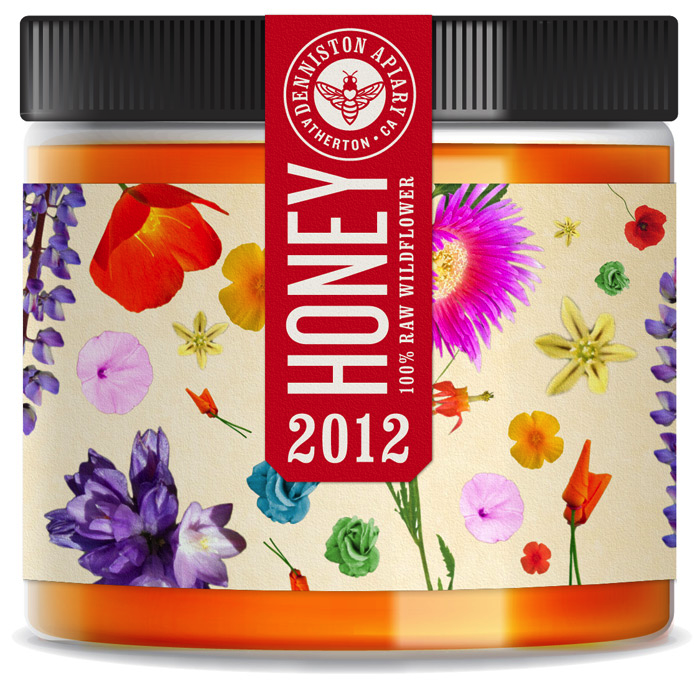 DENNISTON APIARY
ATHERTON • CA
HONEY
100% RAW WILDFLOWER
2012